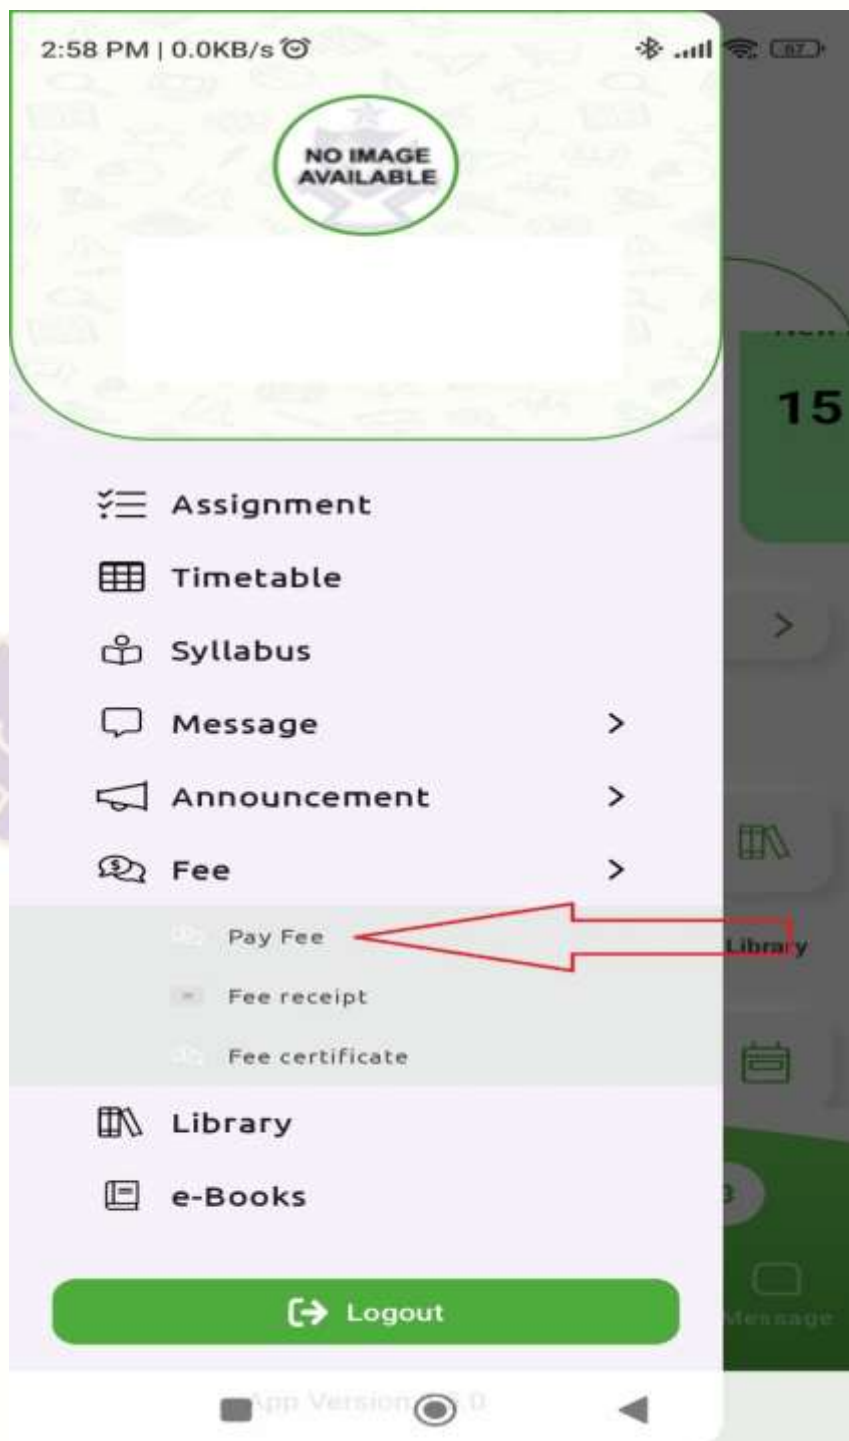 2:58 PM | 0.0KB/s
67
NO IMAGE
AVAILABLE
15
Assignment
Timetable
Syllabus
Message
Announcement
Fee
Pay Fee
Library
Fee receipt
Fee certificate
Library
e-Books
Logout
Message
App Version